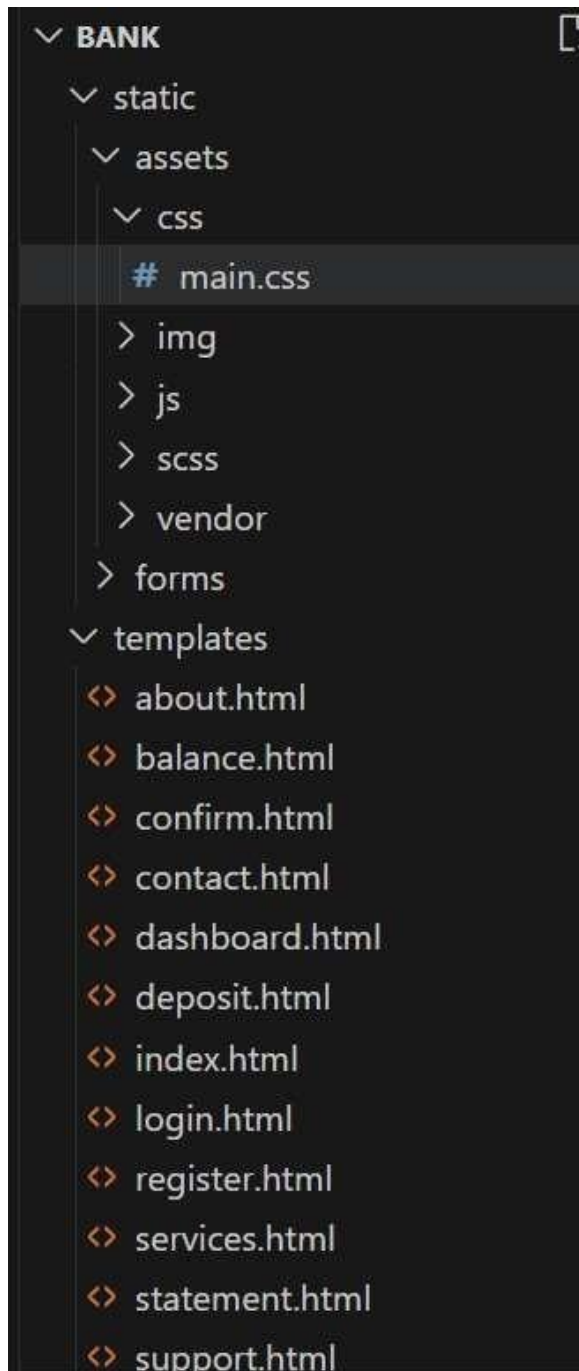 BANK
static
assets
css
# main.css
img
js
scss
vendor
forms
templates
<> about.html
<> balance.html
<> confirm.html
<> contact.html
<> dashboard.html
<> deposit.html
<> index.html
<> login.html
<> register.html
<> services.html
<> statement.html
<> support.html